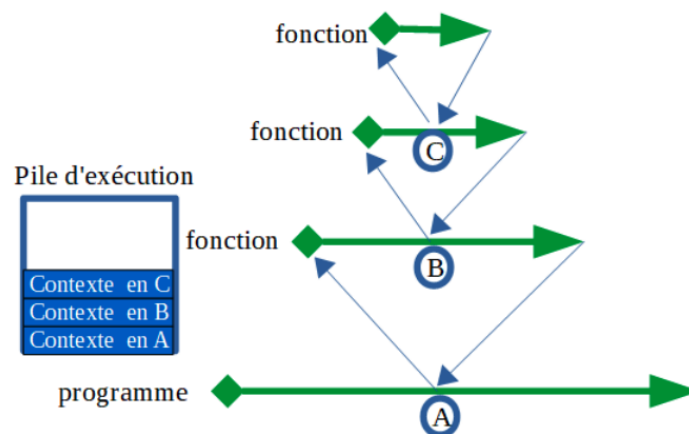 fonction
fonction
C
Pile d'exécution
fonction
B
Contexte en C
Contexte en B
Contexte en A
programme
A